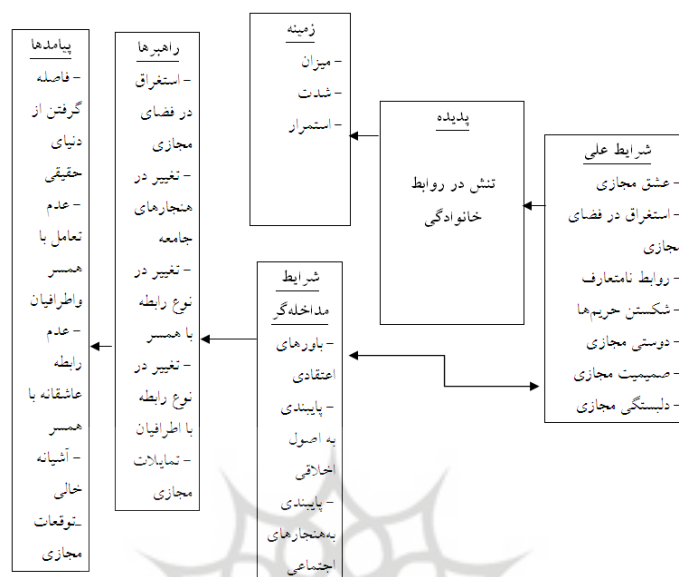 شرایط علی
- عشق مجازی
- استغراق در فضای
مجازی
- روابط نامتعارف
- شکستن حریم‌ها
- دوستی مجازی
- صمیمیت مجازی
- دلبستگی مجازی
پدیده
تنش در روابط
خانوادگی
زمینه
- میزان
- شدت
- استمرار
شرایط
مداخله‌گر
- باورهای
اعتقادی
- پایبندی
به اصول
اخلاقی
- پایبندی
به‌هنجارهای
اجتماعی
راهبرها
- استغراق
در فضای
مجازی
- تغییر در
هنجارهای
جامعه
- تغییر در
نوع رابطه
با همسر
- تغییر در
نوع رابطه
با اطرافیان
- تمایلات
مجازی
پیامدها
- فاصله
گرفتن از
دنیای
حقیقی
- عدم
تعامل با
همسر
واطرافیان
- عدم
رابطه
عاشقانه با
همسر
- آشیانه
خالی
-توقعات
مجازی